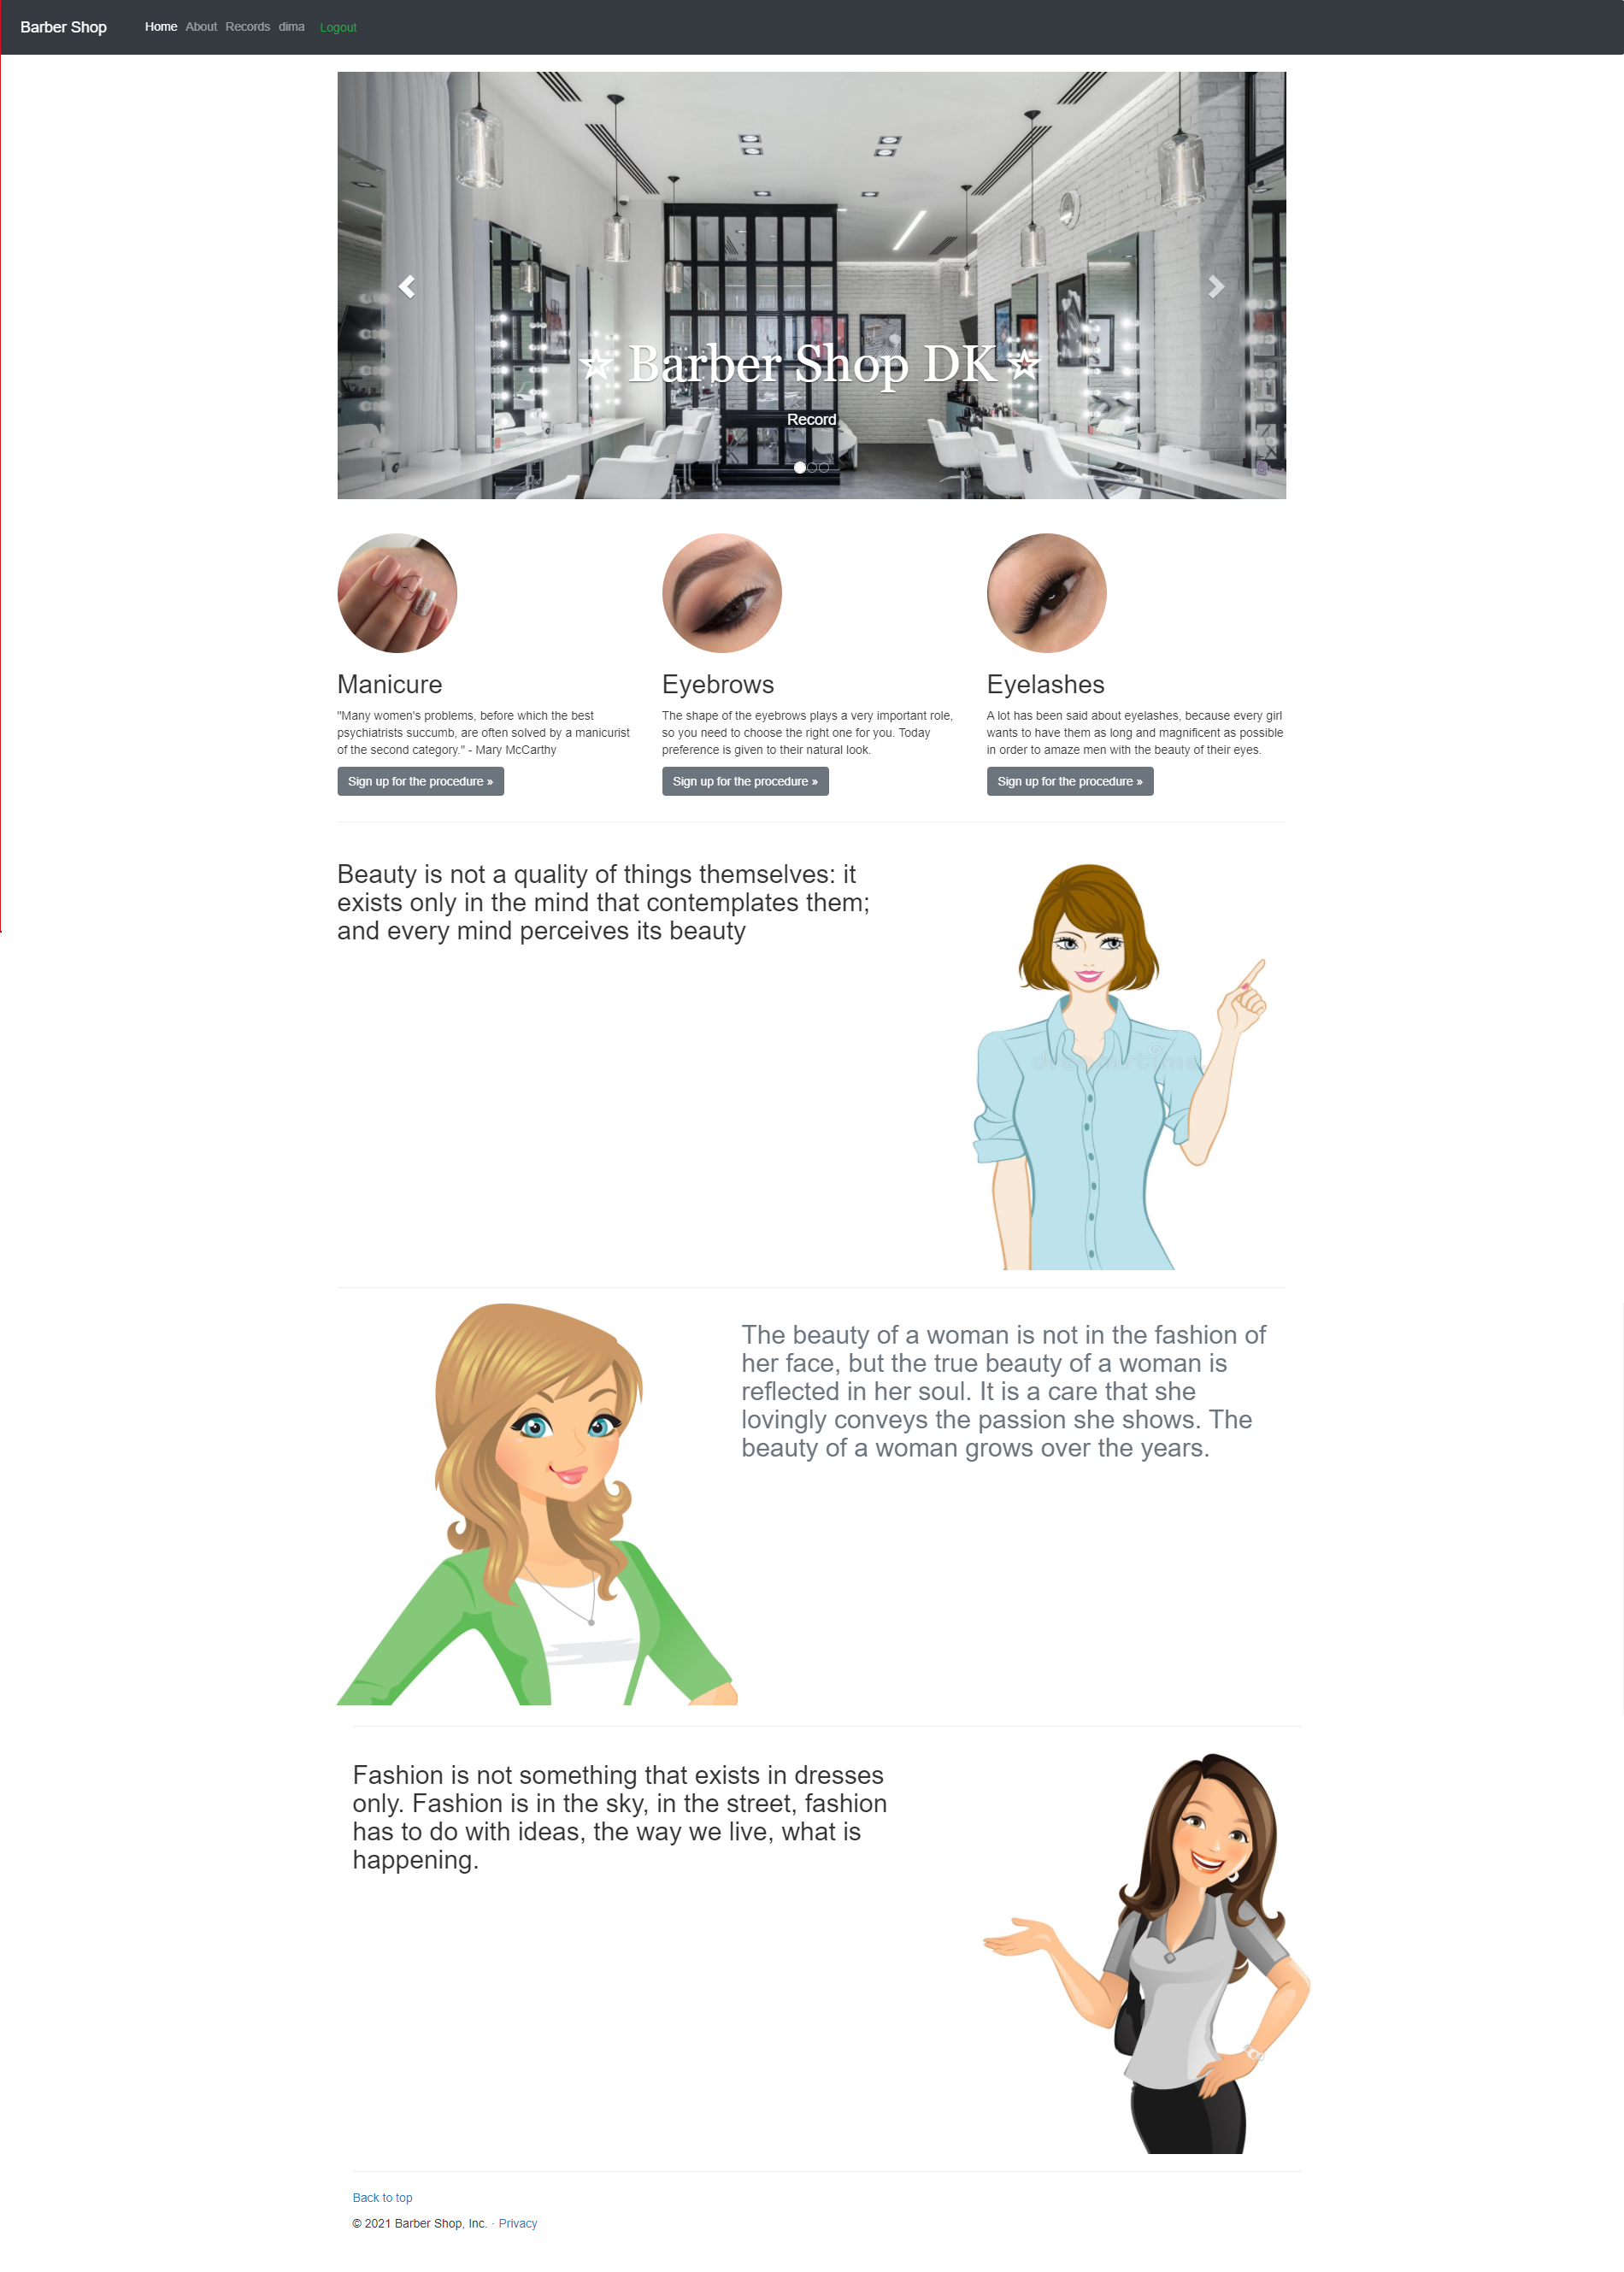 Barber Shop
Home About Records dima Logout
☆ Barber Shop DK ☆
Record
Manicure
"Many women's problems, before which the best
psychiatrists succumb, are often solved by a manicurist
of the second category." - Mary McCarthy
Sign up for the procedure »
Eyebrows
The shape of the eyebrows plays a very important role,
so you need to choose the right one for you. Today
preference is given to their natural look.
Sign up for the procedure »
Eyelashes
A lot has been said about eyelashes, because every girl
wants to have them as long and magnificent as possible
in order to amaze men with the beauty of their eyes.
Sign up for the procedure »
Beauty is not a quality of things themselves: it
exists only in the mind that contemplates them;
and every mind perceives its beauty
The beauty of a woman is not in the fashion of
her face, but the true beauty of a woman is
reflected in her soul. It is a care that she
lovingly conveys the passion she shows. The
beauty of a woman grows over the years.
Fashion is not something that exists in dresses
only. Fashion is in the sky, in the street, fashion
has to do with ideas, the way we live, what is
happening.
Back to top
© 2021 Barber Shop, Inc. · Privacy